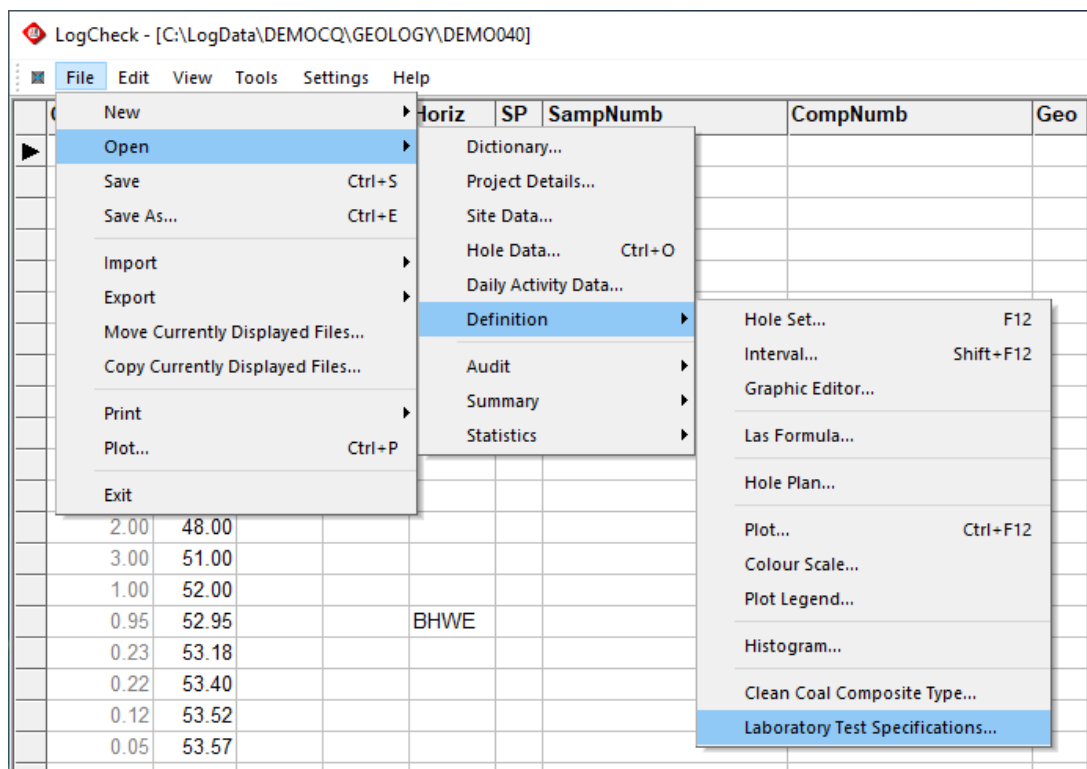 LogCheck - [C:\LogData\DEMOCQ\GEOLOGY\DEMO040]
File Edit View Tools Settings Help
Horiz SP SampNumb CompNumb Geo
New
Open
Save Ctrl+S
Save As... Ctrl+E
Import
Export
Move Currently Displayed Files...
Copy Currently Displayed Files...
Print
Plot... Ctrl+P
Exit
Dictionary...
Project Details...
Site Data...
Hole Data... Ctrl+O
Daily Activity Data...
Definition
Audit
Summary
Statistics
Hole Set... F12
Interval... Shift+F12
Graphic Editor...
Las Formula...
Hole Plan...
Plot... Ctrl+F12
Colour Scale...
Plot Legend...
Histogram...
Clean Coal Composite Type...
Laboratory Test Specifications...
2.00 48.00
3.00 51.00
1.00 52.00
0.95 52.95 BHWE
0.23 53.18
0.22 53.40
0.12 53.52
0.05 53.57